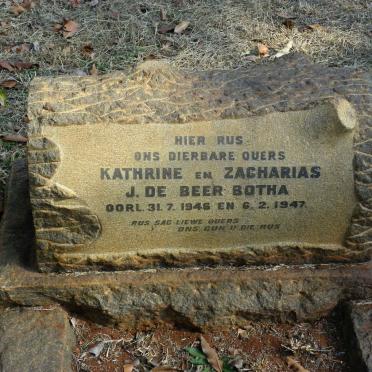 HIER RUS
ONS DIERBARE OUERS
KATHRINE EN ZACHARIAS
J. DE BEER BOTHA
OORL. 31.7.1946 EN 6.2.1947.
RUS SAG LIEWE OUERS
ONS GUN U DIE RUS